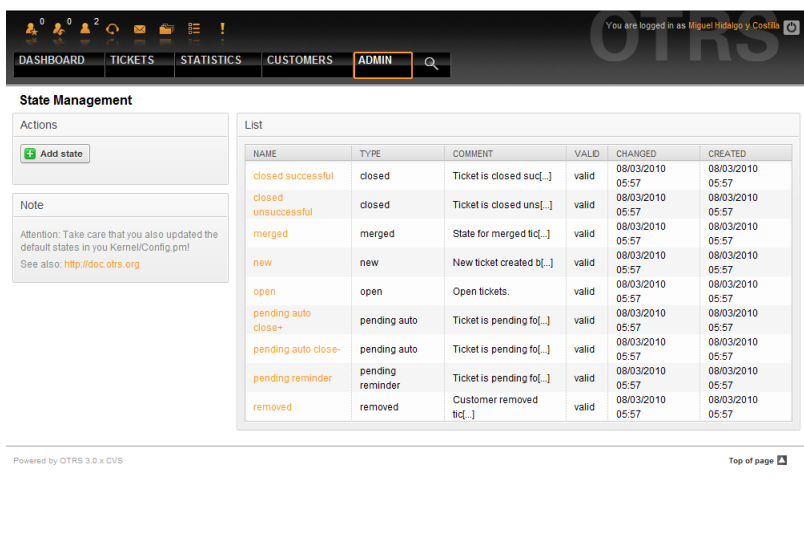 OTRS
0 0 2
You are logged in as Miguel Hidalgo y Costilla
DASHBOARD TICKETS STATISTICS CUSTOMERS ADMIN
State Management
Actions
Add state
Note
Attention: Take care that you also updated the
default states in you Kernel/Config.pm!
See also: http://doc.otrs.org
List
NAME TYPE COMMENT VALID CHANGED CREATED
closed successful closed Ticket is closed suc[...] valid 08/03/2010 05:57 08/03/2010 05:57
closed unsuccessful closed Ticket is closed uns[...] valid 08/03/2010 05:57 08/03/2010 05:57
merged merged State for merged tic[...] valid 08/03/2010 05:57 08/03/2010 05:57
new new New ticket created b[...] valid 08/03/2010 05:57 08/03/2010 05:57
open open Open tickets. valid 08/03/2010 05:57 08/03/2010 05:57
pending auto close+ pending auto Ticket is pending fo[...] valid 08/03/2010 05:57 08/03/2010 05:57
pending auto close- pending auto Ticket is pending fo[...] valid 08/03/2010 05:57 08/03/2010 05:57
pending reminder pending reminder Ticket is pending fo[...] valid 08/03/2010 05:57 08/03/2010 05:57
removed removed Customer removed tic[...] valid 08/03/2010 05:57 08/03/2010 05:57
Powered by OTRS 3.0.x CVS
Top of page